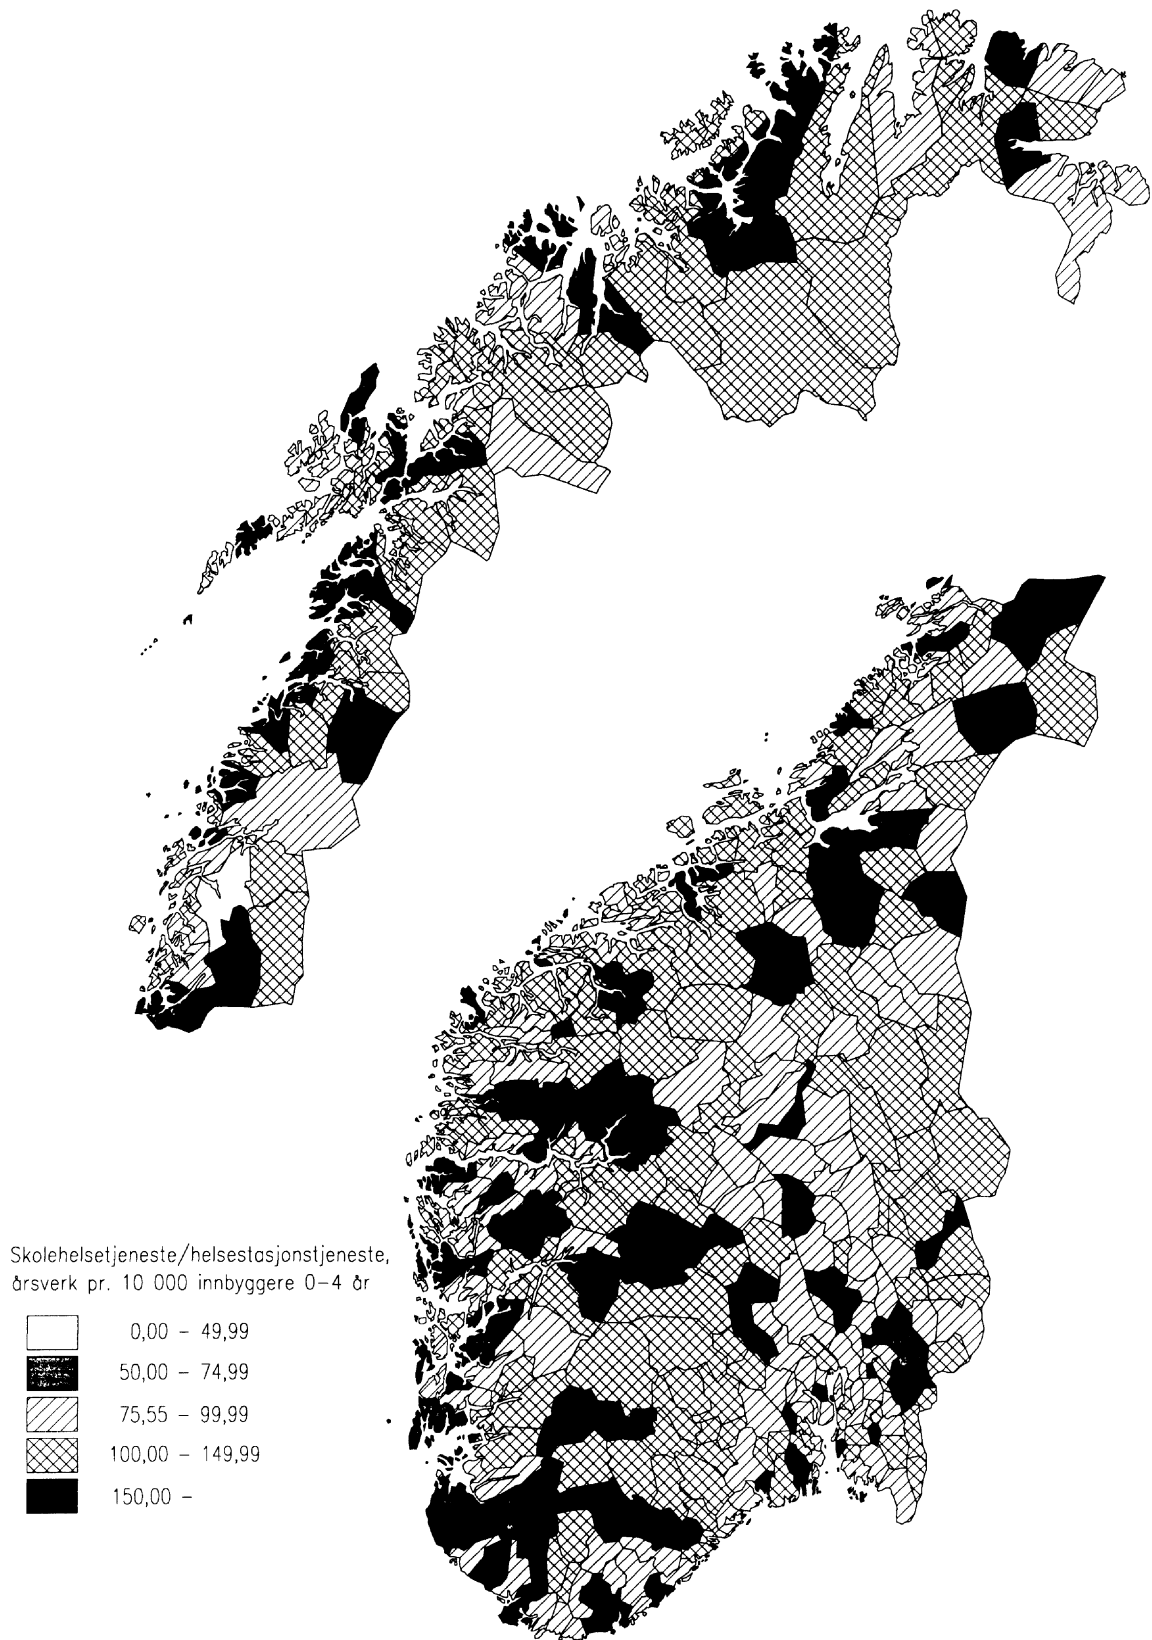 Skolehelsetjeneste/helsestasjonstjeneste,
årsverk pr. 10 000 innbyggere 0-4 år
0,00 - 49,99
50,00 - 74,99
75,55 - 99,99
100,00 - 149,99
150,00 -